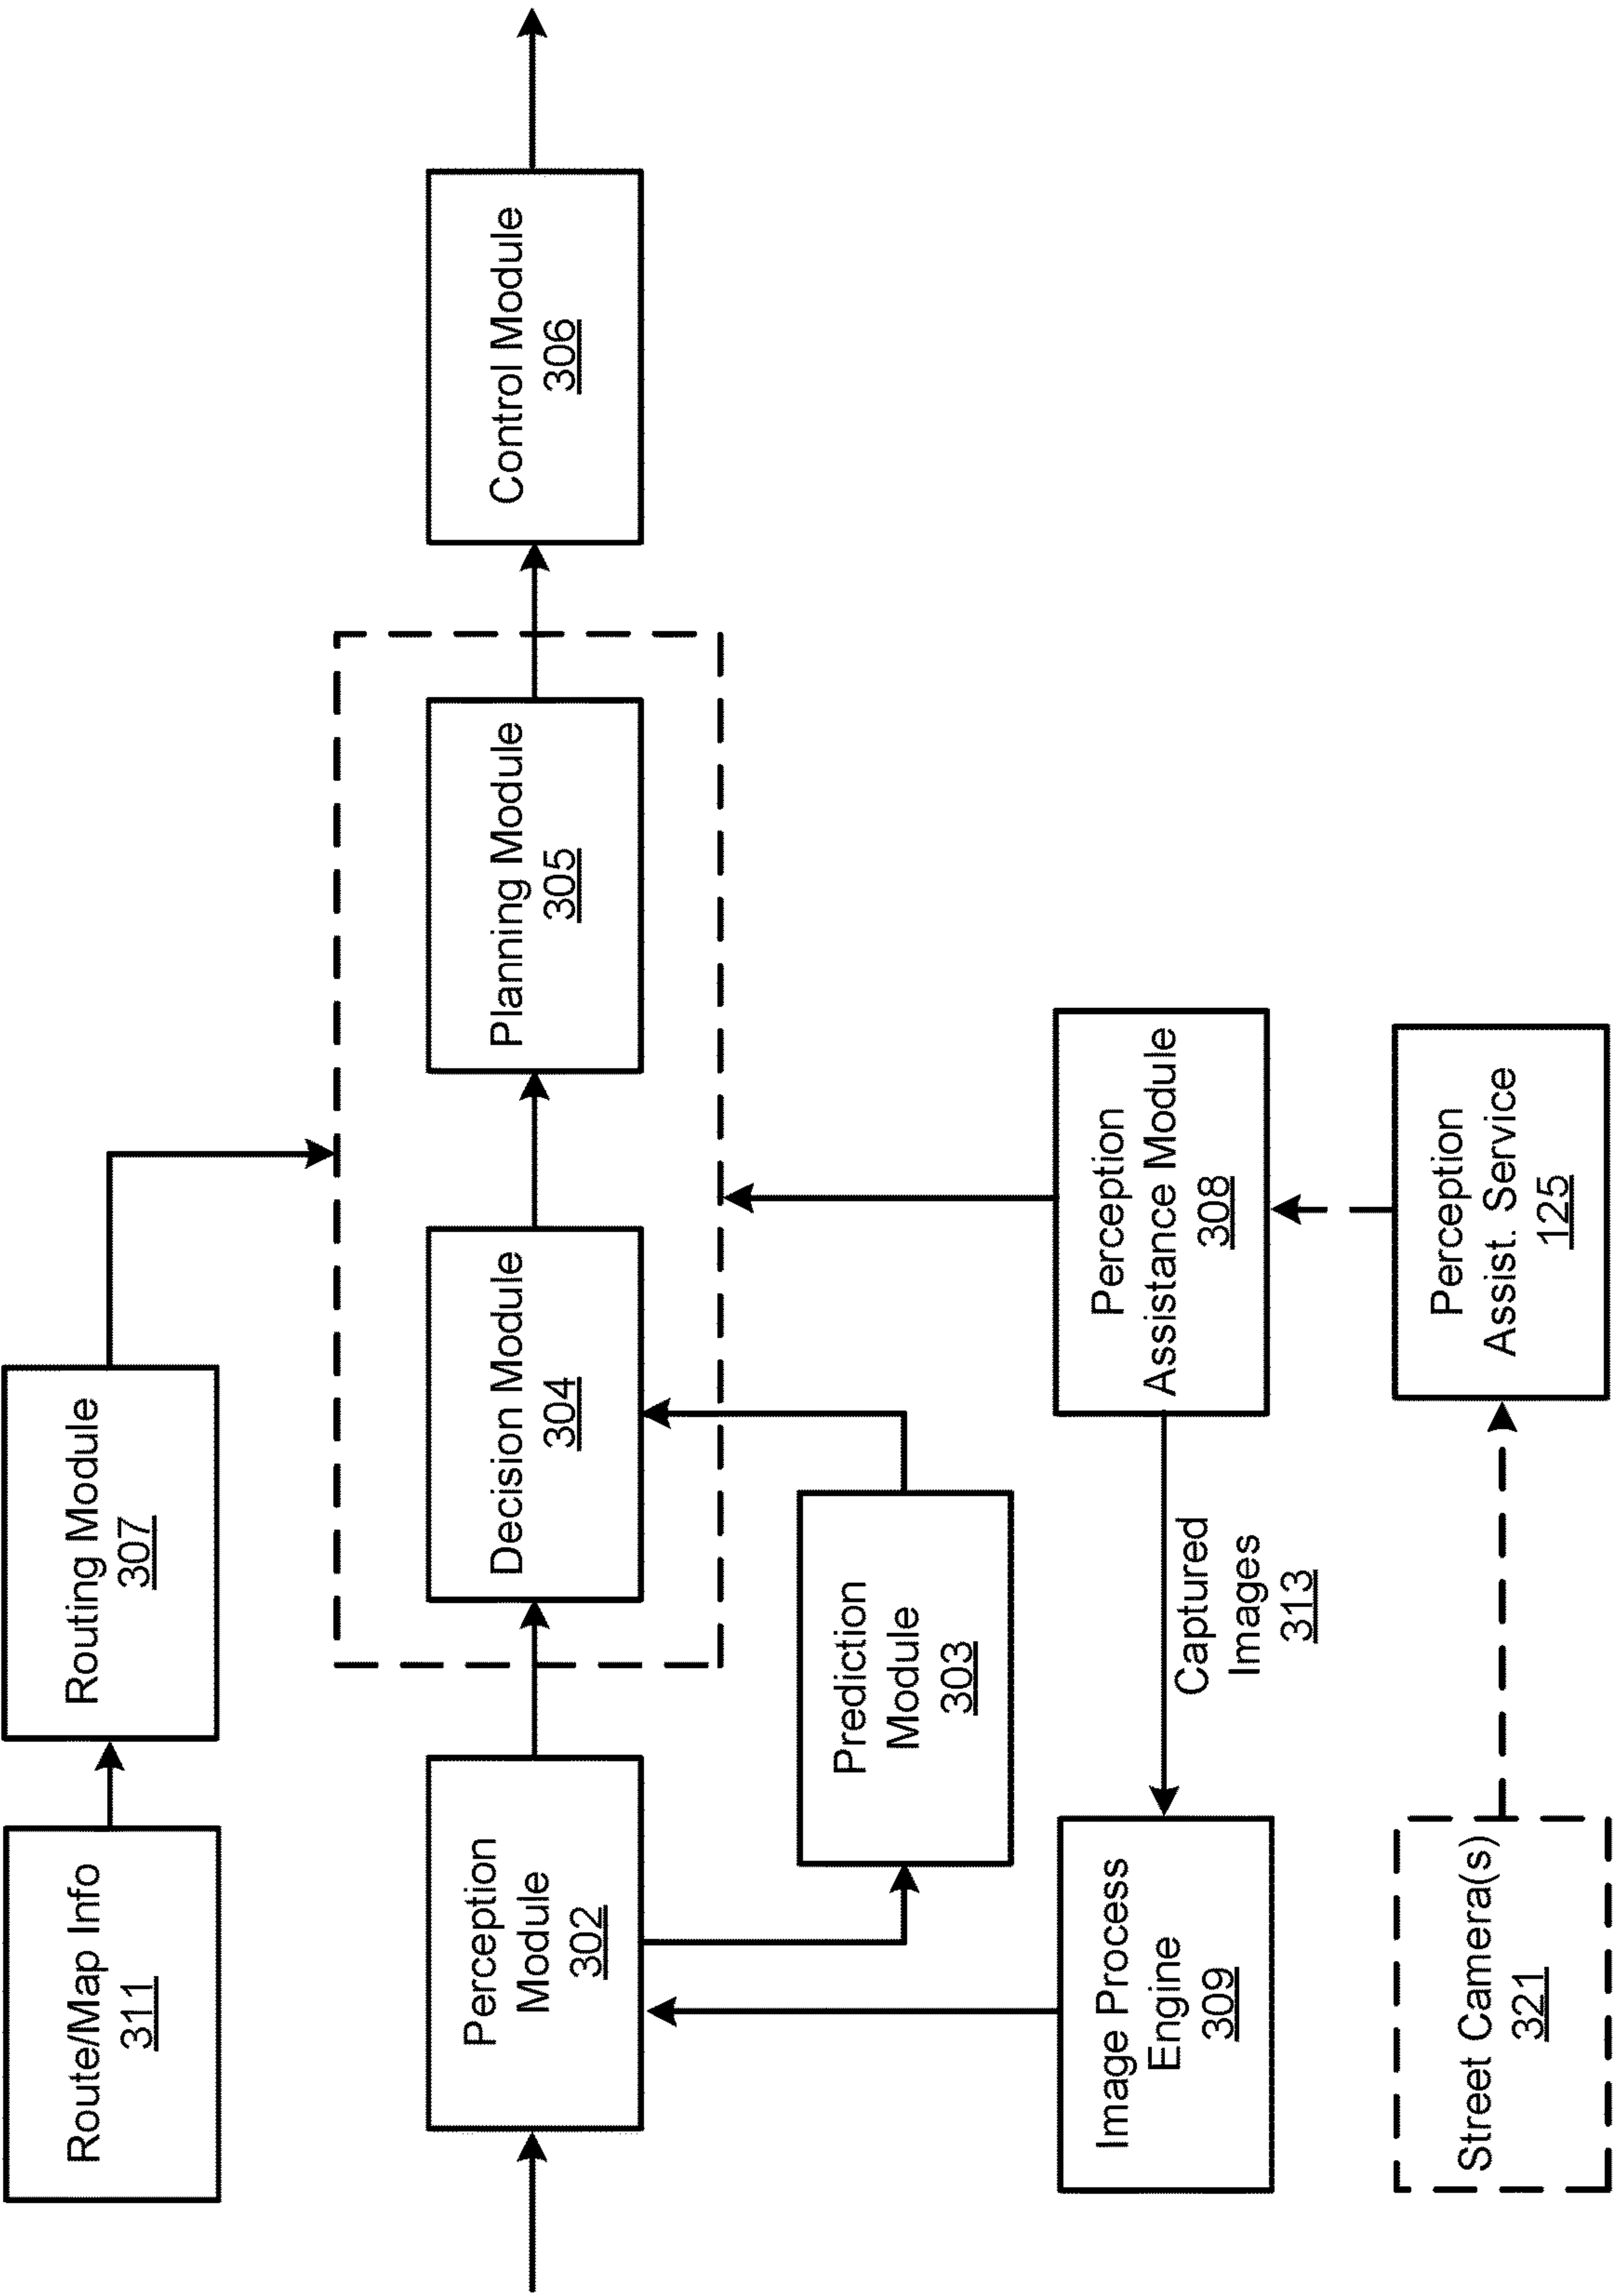 Route/Map Info
311
Routing Module
307
Perception
Module
302
Decision Module
304
Planning Module
305
Control Module
306
Prediction
Module
303
Image Process
Engine
309
Captured
Images
313
Perception
Assistance Module
308
Street Camera(s)
321
Perception
Assist. Service
125